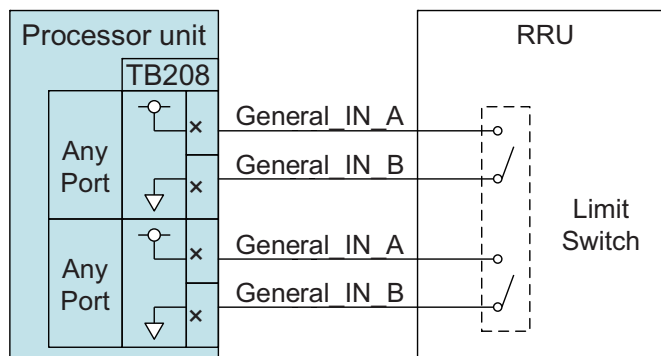 Processor unit
RRU
TB208
General_IN_A
General_IN_B
Any
Port
General_IN_A
General_IN_B
Any
Port
Limit
Switch